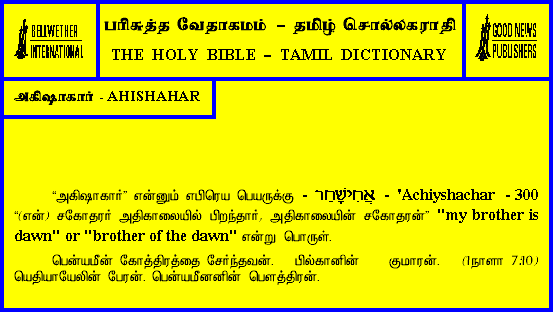 BELLWETHER
INTERNATIONAL
பரிசுத்த வேதாகமம் – தமிழ் சொல்லகராதி
THE HOLY BIBLE – TAMIL DICTIONARY
GOOD NEWS
PUBLISHERS
அகிஷாகார் - AHISHAHAR
“அகிஷாகார்” என்னும் எபிரெய பெயருக்கு - אֲחִישָׁחַר - 'Achiyshachar - 300
“(என்) சகோதரர் அதிகாலையில் பிறந்தார், அதிகாலையின் சகோதரன்” "my brother is
dawn" or "brother of the dawn" என்று பொருள்.
பென்யமீன் கோத்திரத்தை சேர்ந்தவன். பில்கானின் குமாரன். (1நாளா 7:10)
யெதியாயேலின் பேரன். பென்யமீனனின் பௌத்திரன்.